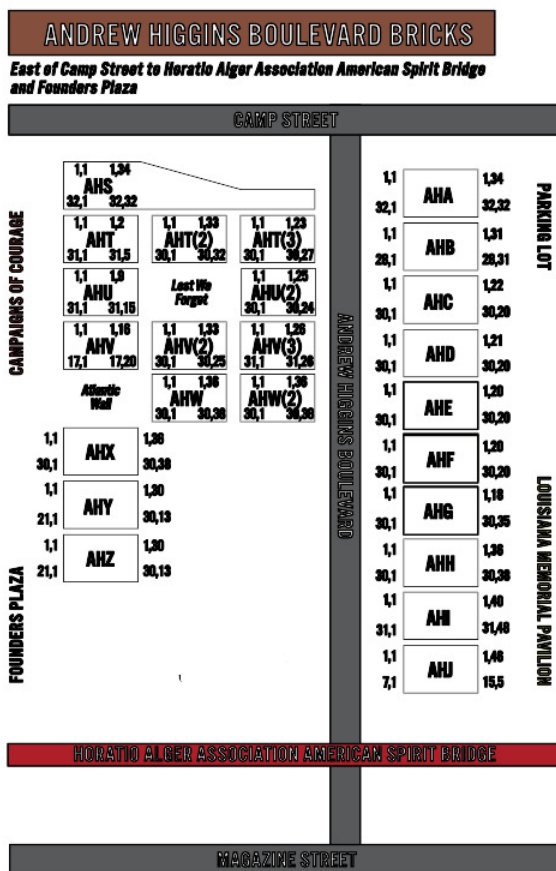 ANDREW HIGGINS BOULEVARD BRICKS
East of Camp Street to Horatio Alger Association American Spirit Bridge
and Founders Plaza
CAMP STREET
1,1 1,34
AHS
32,1 32,32
1,1 1,2
AHT
31,1 31,5
1,1 1,33
AHT(2)
30,1 30,32
1,1 1,23
AHT(3)
30,1 30,27
1,1 1,9
AHU
31,1 31,15
Lest We
Forget
1,1 1,25
AHU(2)
30,1 30,24
1,1 1,16
AHV
17,1 17,20
1,1 1,33
AHV(2)
30,1 30,25
1,1 1,26
AHV(3)
31,1 31,26
Atlantic
Wall
1,1 1,36
AHW
30,1 30,36
1,1 1,36
AHW(2)
30,1 30,36
1,1 1,36
AHX
30,1 30,38
1,1 1,30
AHY
21,1 30,13
1,1 1,30
AHZ
21,1 30,13
CAMPAIGNS OF COURAGE
FOUNDERS PLAZA
ANDREW HIGGINS BOULEVARD
1,1 1,34
AHA
32,1 32,32
1,1 1,31
AHB
28,1 28,31
1,1 1,22
AHC
30,1 30,20
1,1 1,21
AHD
30,1 30,20
1,1 1,20
AHE
30,1 30,20
1,1 1,20
AHF
30,1 30,20
1,1 1,18
AHG
30,1 30,35
1,1 1,36
AHH
30,1 30,36
1,1 1,40
AHI
31,1 31,48
1,1 1,46
AHJ
7,1 15,5
PARKING LOT
LOUISIANA MEMORIAL PAVILION
HORATIO ALGER ASSOCIATION AMERICAN SPIRIT BRIDGE
MAGAZINE STREET